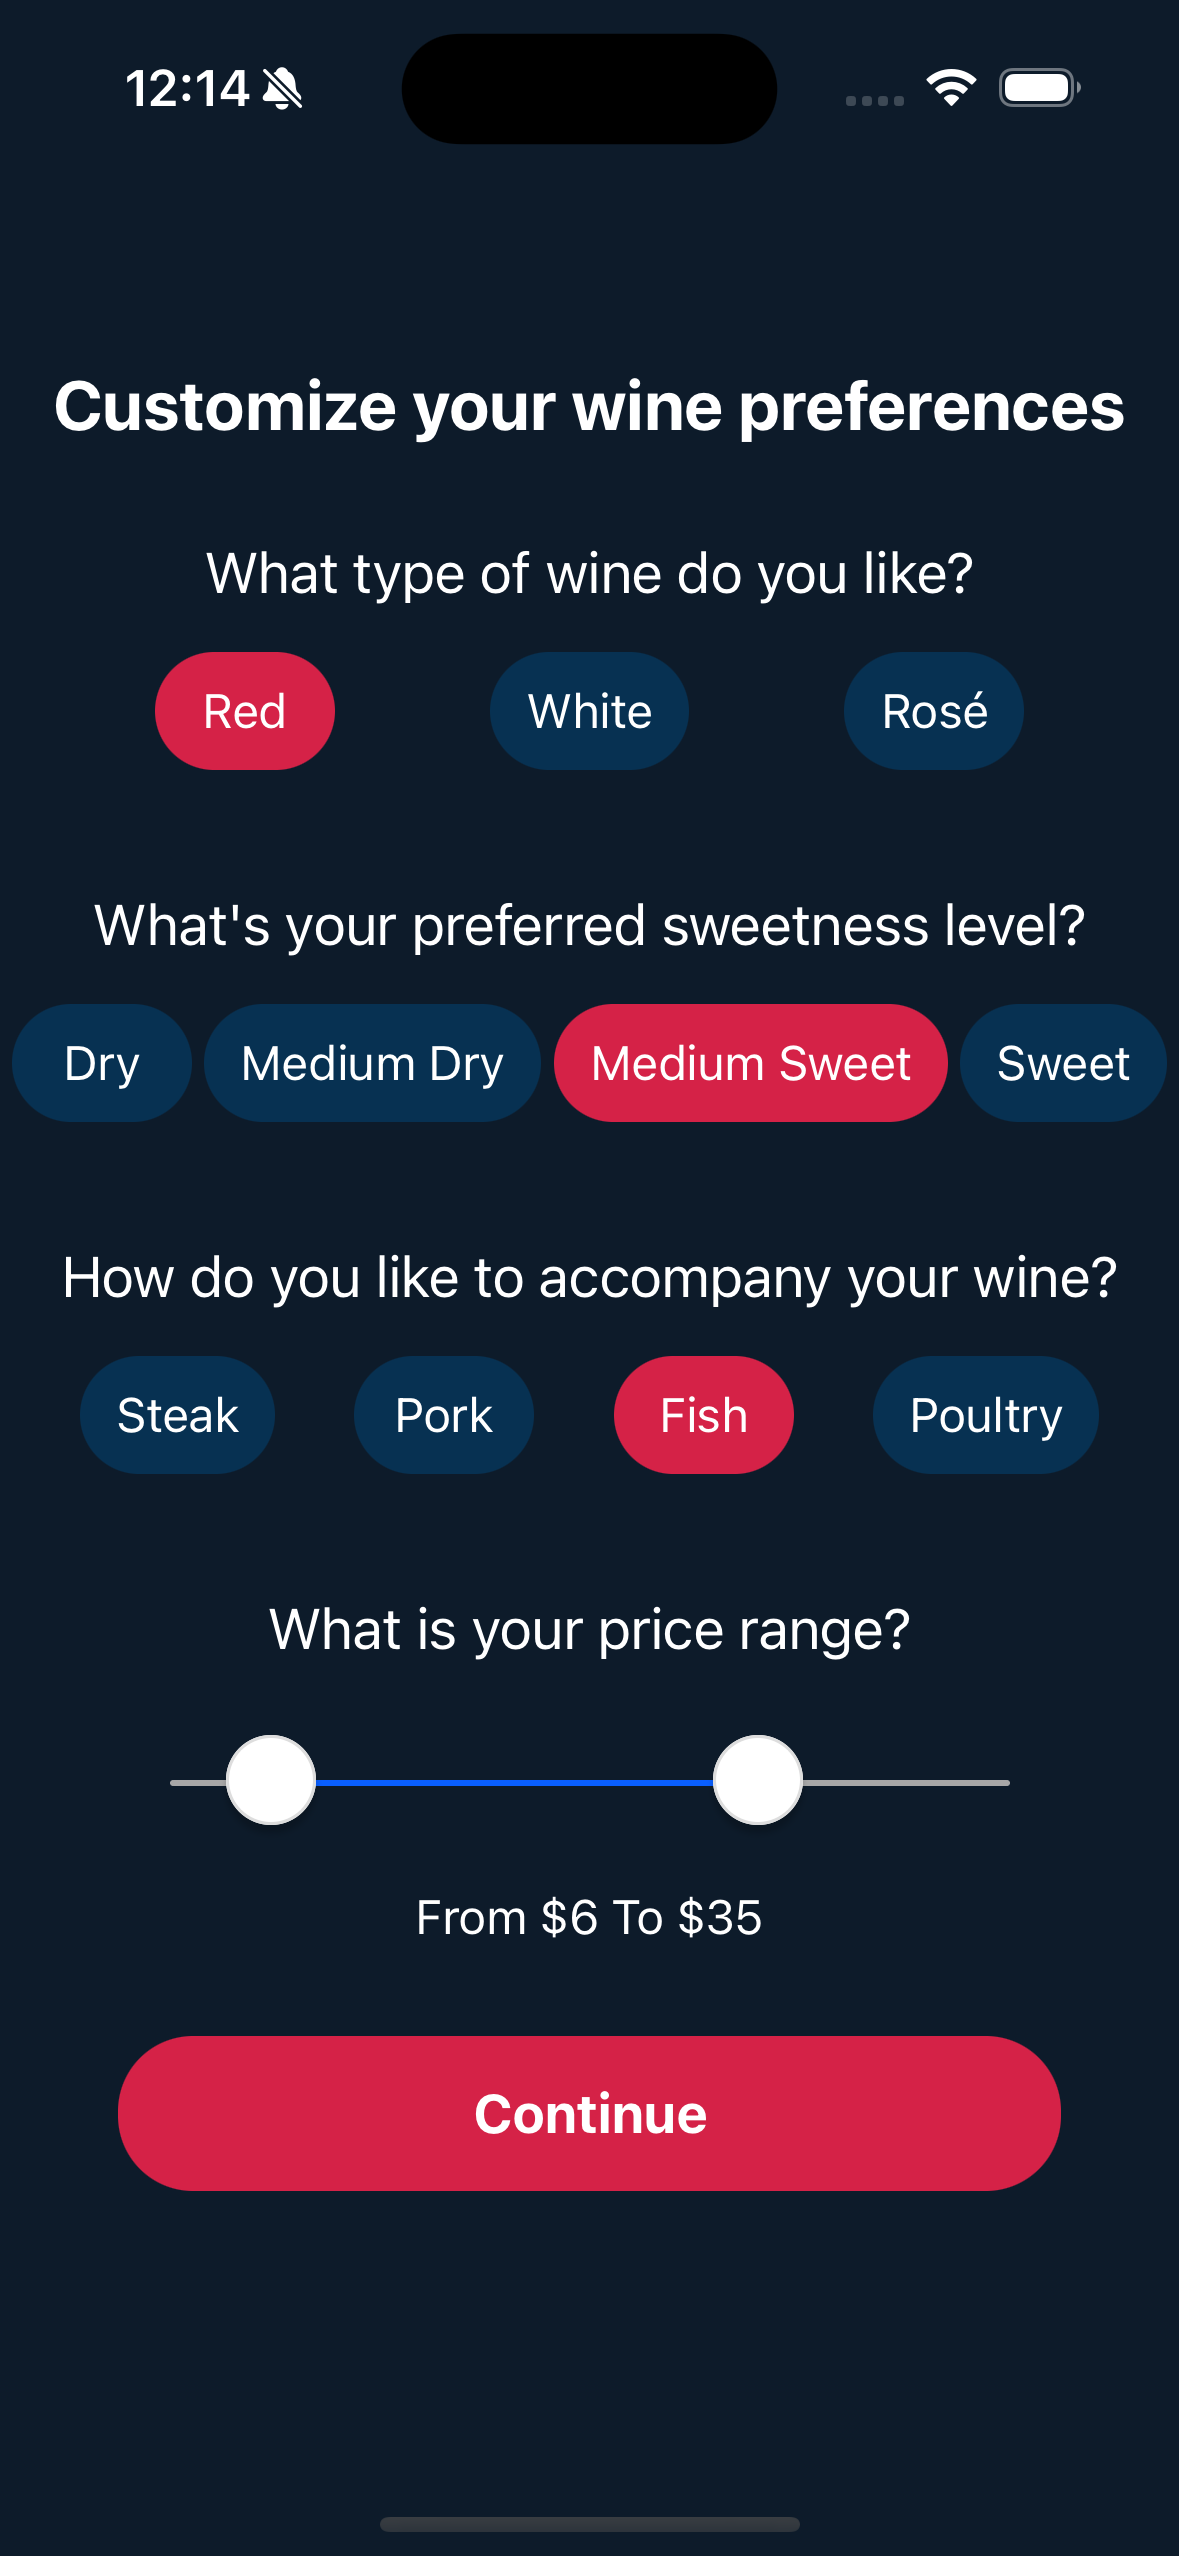 12:14
Customize your wine preferences
What type of wine do you like?
Red White Rosé
What's your preferred sweetness level?
Dry Medium Dry Medium Sweet Sweet
How do you like to accompany your wine?
Steak Pork Fish Poultry
What is your price range?
From $6 To $35
Continue